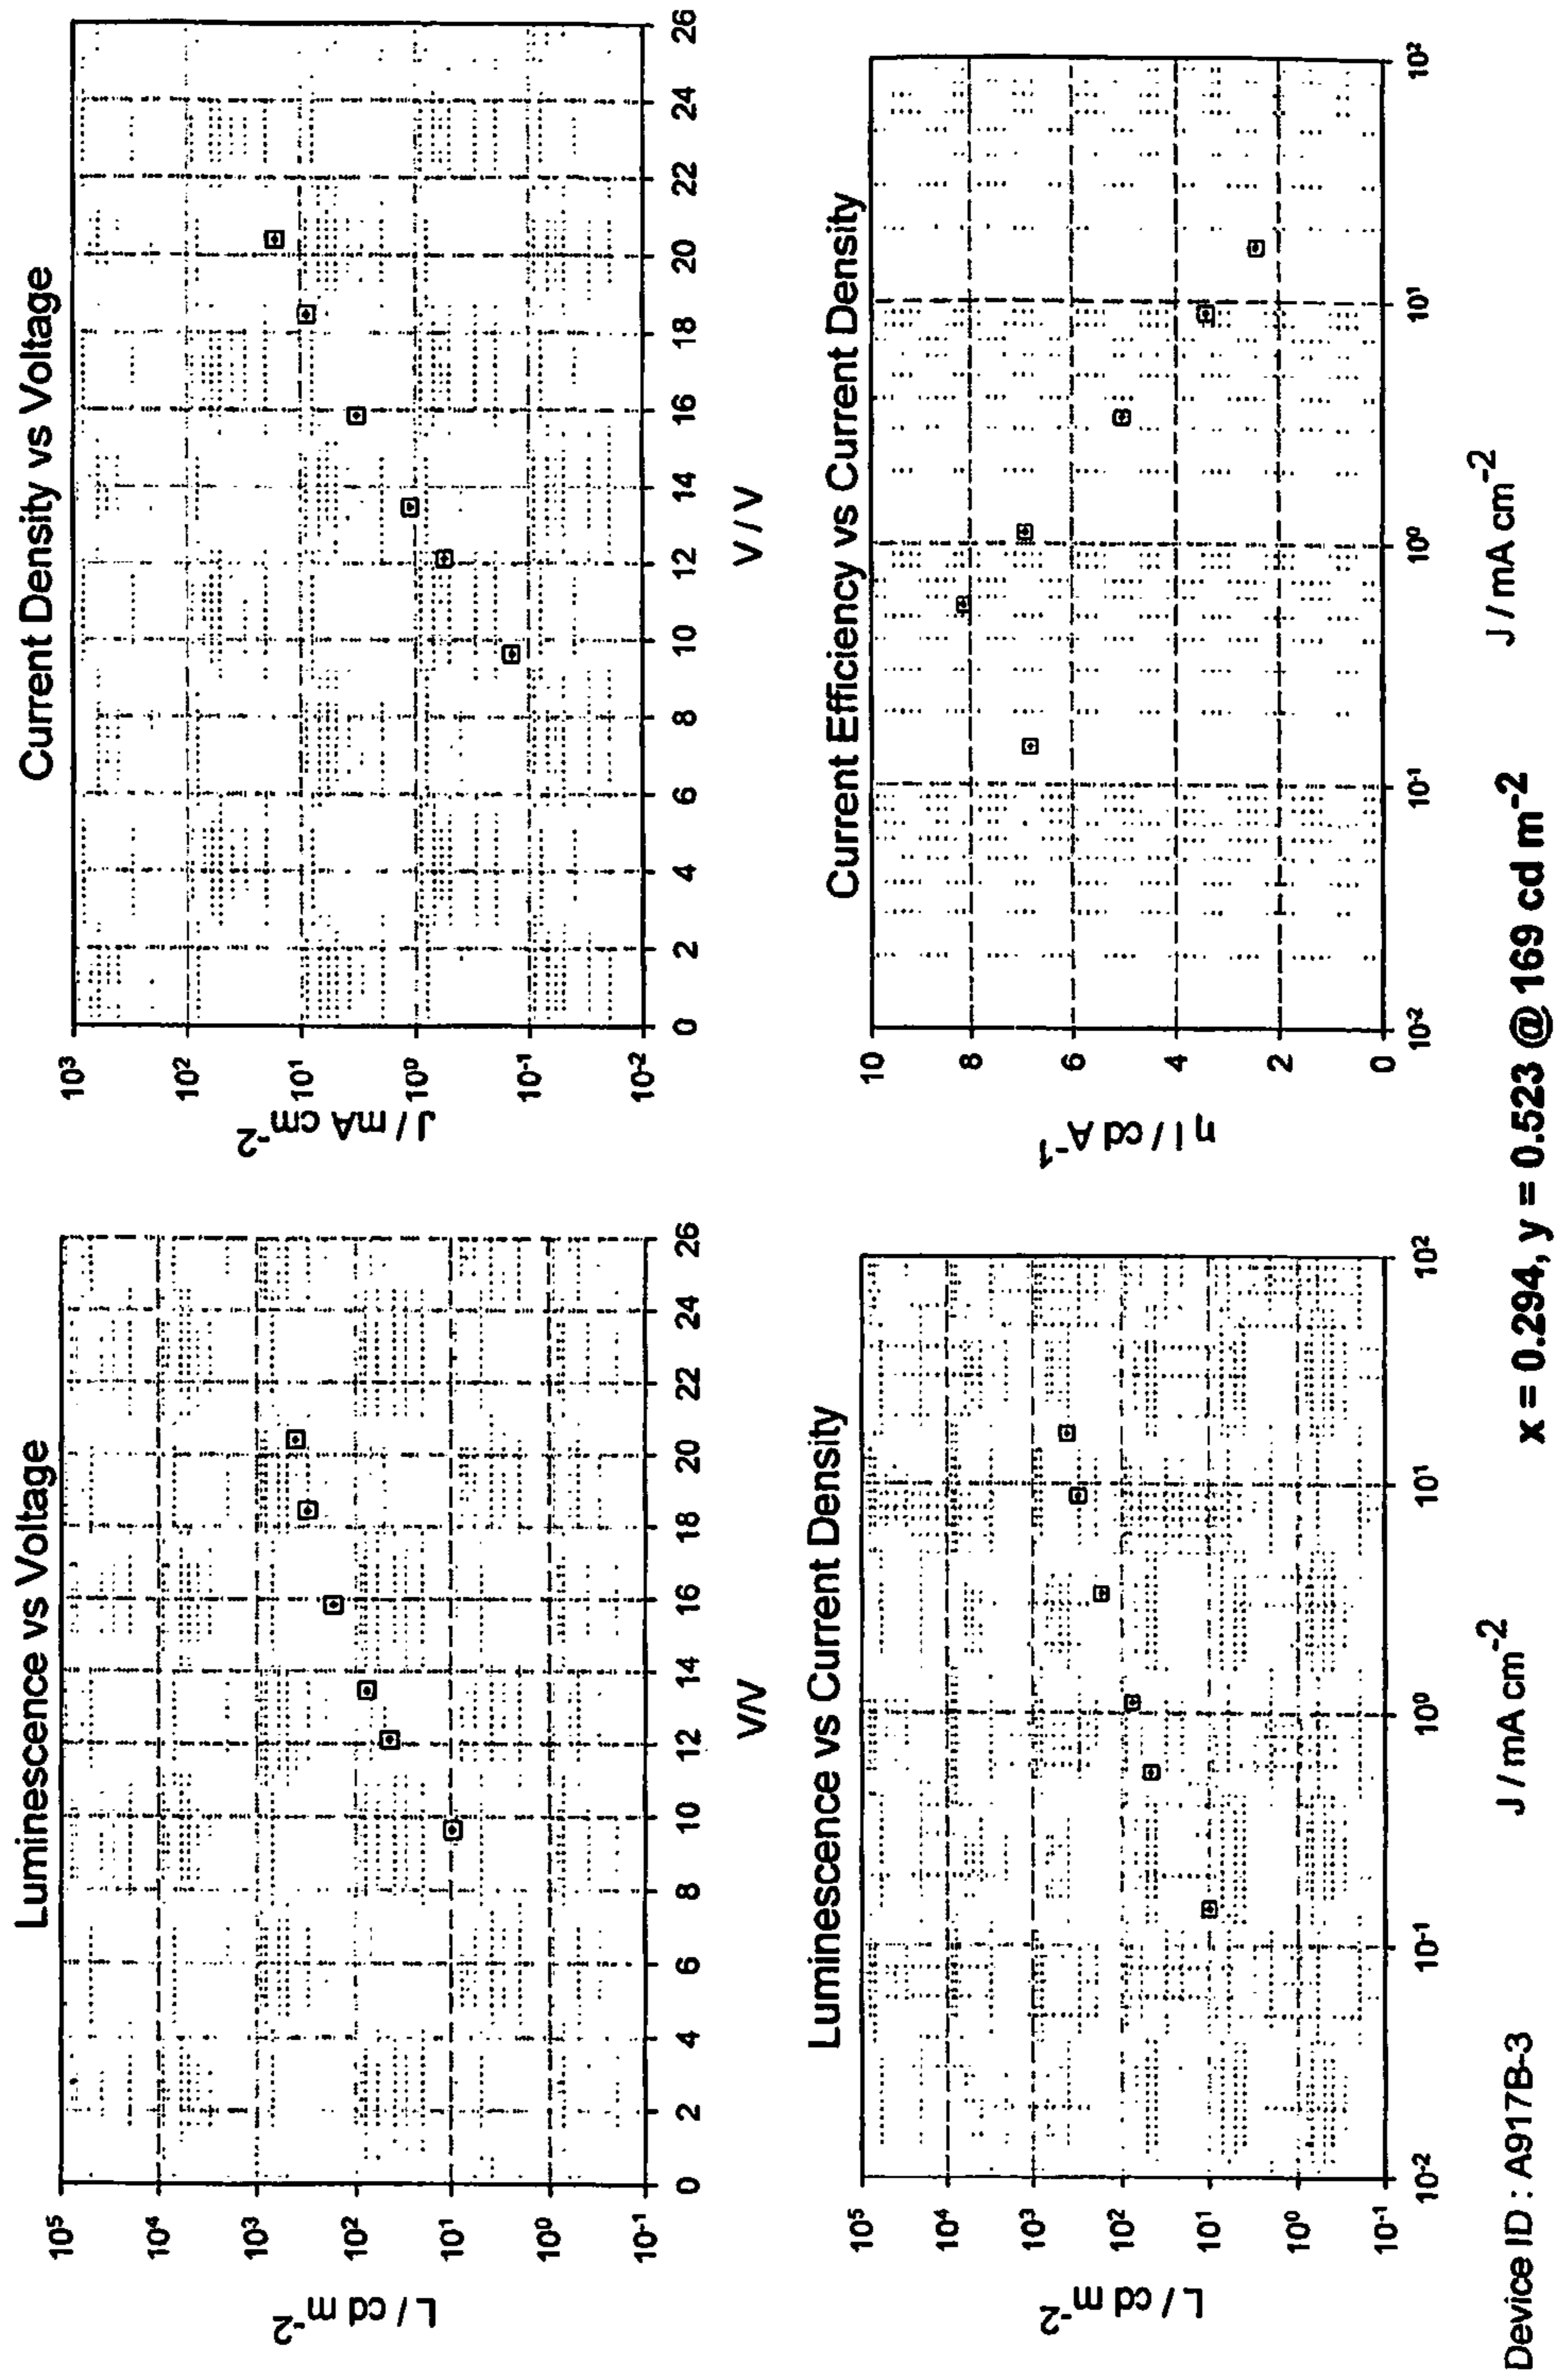 Luminescence vs Voltage
L / cd m⁻²
10⁵
10⁴
10³
10²
10¹
10⁰
10⁻¹
0 2 4 6 8 10 12 14 16 18 20 22 24 26
V/V
Current Density vs Voltage
J / mA cm⁻²
10³
10²
10¹
10⁰
10⁻¹
10⁻²
0 2 4 6 8 10 12 14 16 18 20 22 24 26
V / V
Luminescence vs Current Density
L / cd m⁻²
10⁵
10⁴
10³
10²
10¹
10⁰
10⁻¹
10⁻² 10⁻¹ 10⁰ 10¹ 10²
J / mA cm⁻²
Current Efficiency vs Current Density
η I / cd A⁻¹
10
8
6
4
2
0
10⁻² 10⁻¹ 10⁰ 10¹ 10²
J / mA cm⁻²
Device ID : A917B-3
x = 0.294, y = 0.523 @ 169 cd m⁻²